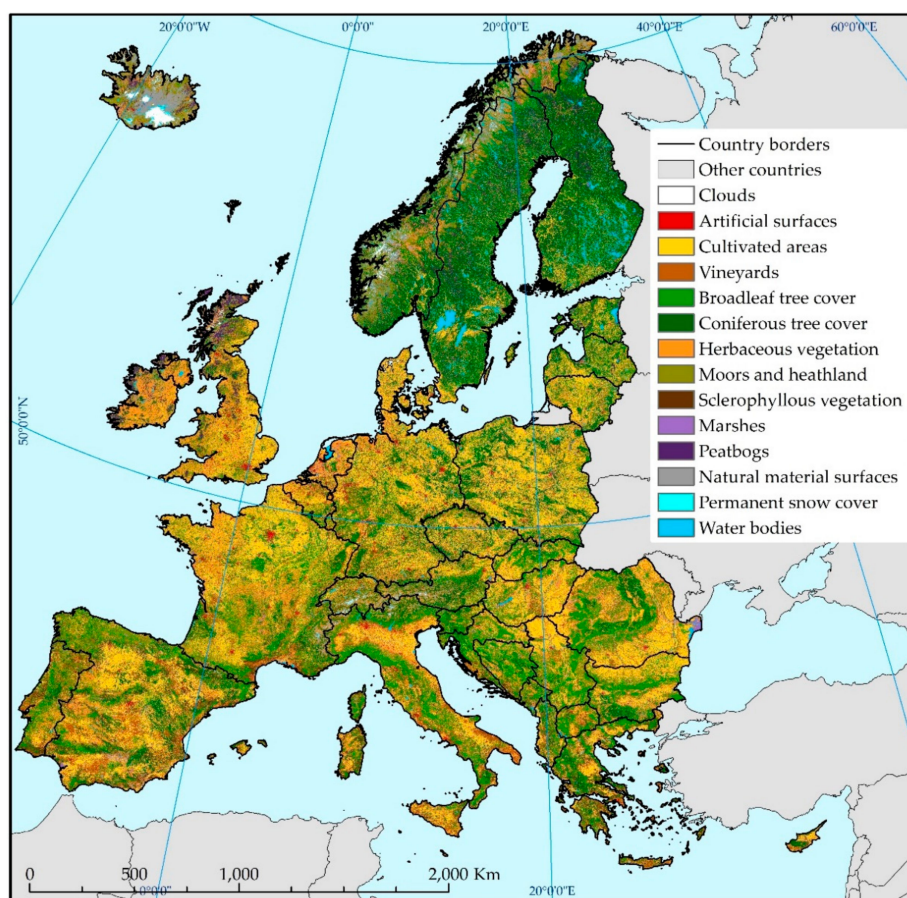 20°0'0"W
0°0'0"
20°0'0"E
40°0'0"E
60°0'0"E
Country borders
Other countries
Clouds
Artificial surfaces
Cultivated areas
Vineyards
Broadleaf tree cover
Coniferous tree cover
Herbaceous vegetation
Moors and heathland
Sclerophyllous vegetation
Marshes
Peatbogs
Natural material surfaces
Permanent snow cover
Water bodies
50°0'0"N
0 500 1,000 2,000 Km
0°0'0"
20°0'0"E